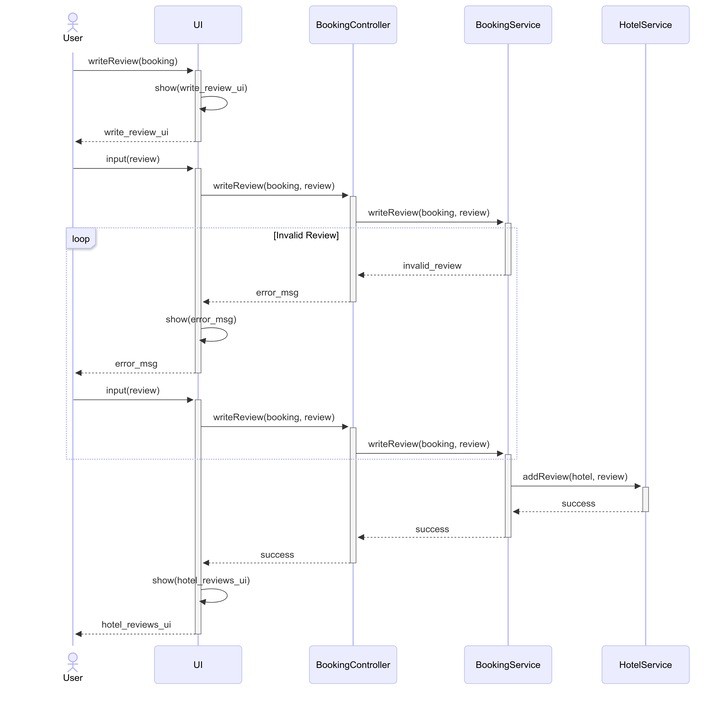 User
UI
BookingController
BookingService
HotelService
writeReview(booking)
show(write_review_ui)
write_review_ui
input(review)
writeReview(booking, review)
writeReview(booking, review)
loop
[Invalid Review]
invalid_review
error_msg
show(error_msg)
error_msg
input(review)
writeReview(booking, review)
writeReview(booking, review)
addReview(hotel, review)
success
success
success
show(hotel_reviews_ui)
hotel_reviews_ui
User
UI
BookingController
BookingService
HotelService